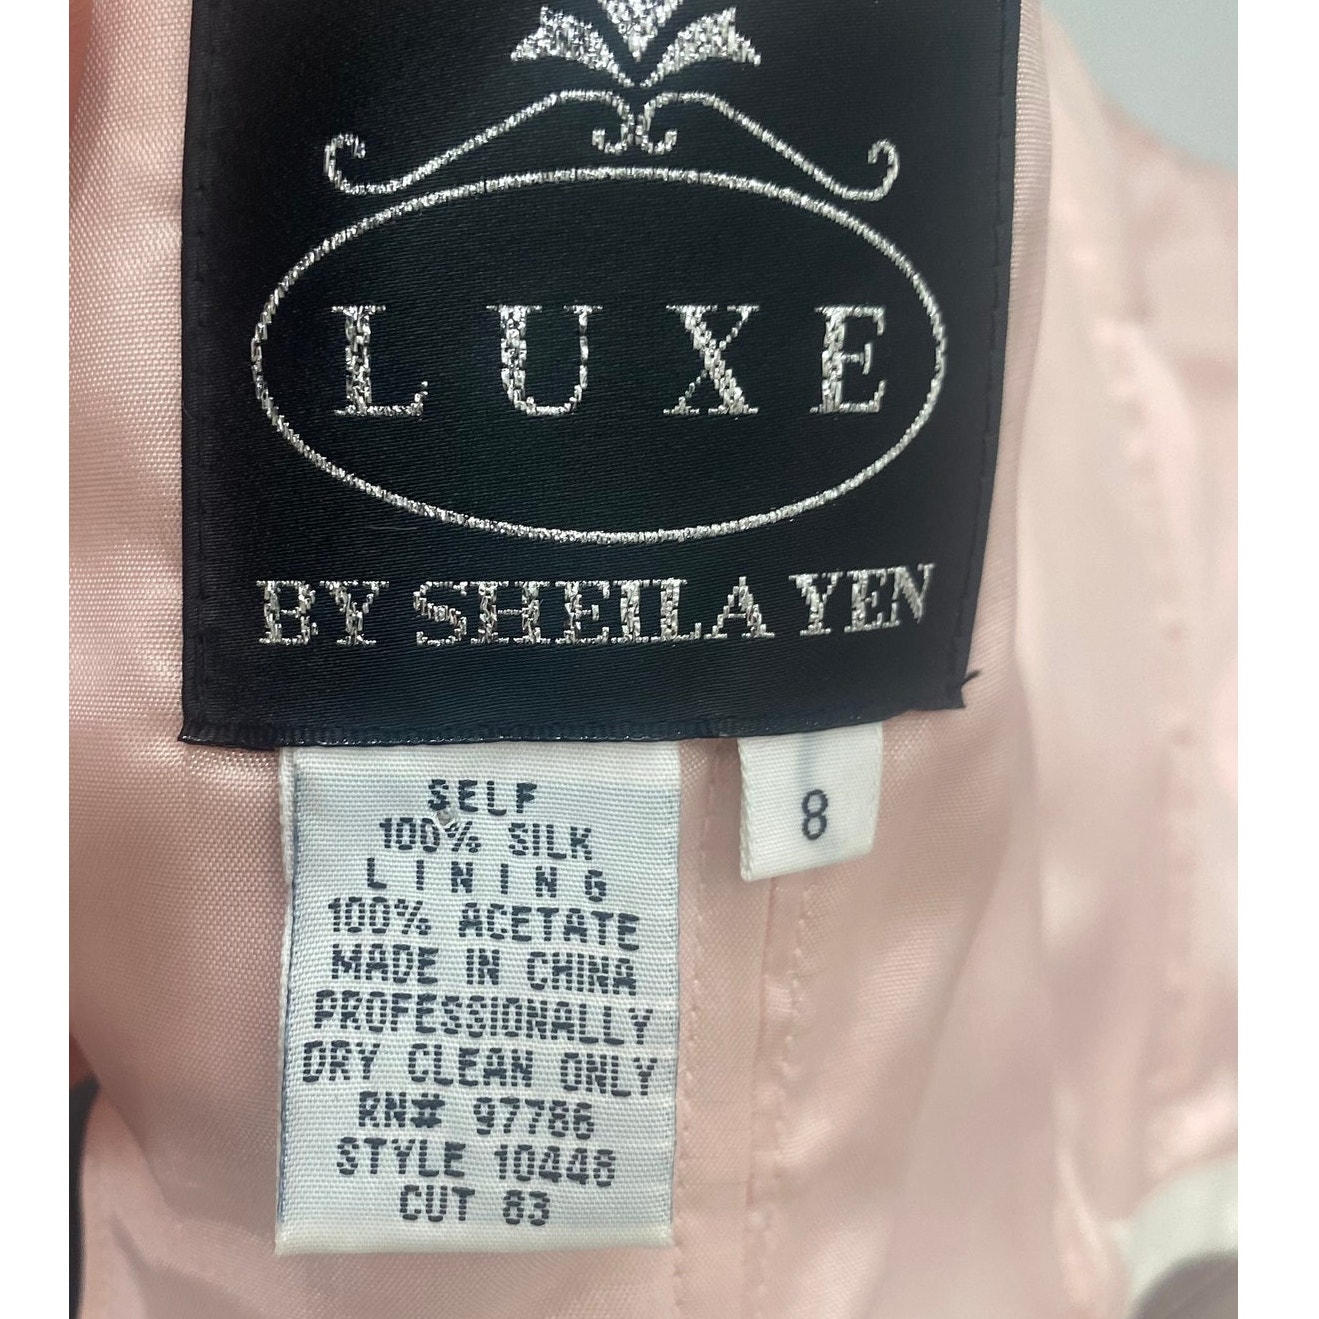 LUXE
BY SHEILA YEN
8
SELF
100% SILK
LINING
100% ACETATE
MADE IN CHINA
PROFESSIONALLY
DRY CLEAN ONLY
RN# 97786
STYLE 10448
CUT 83